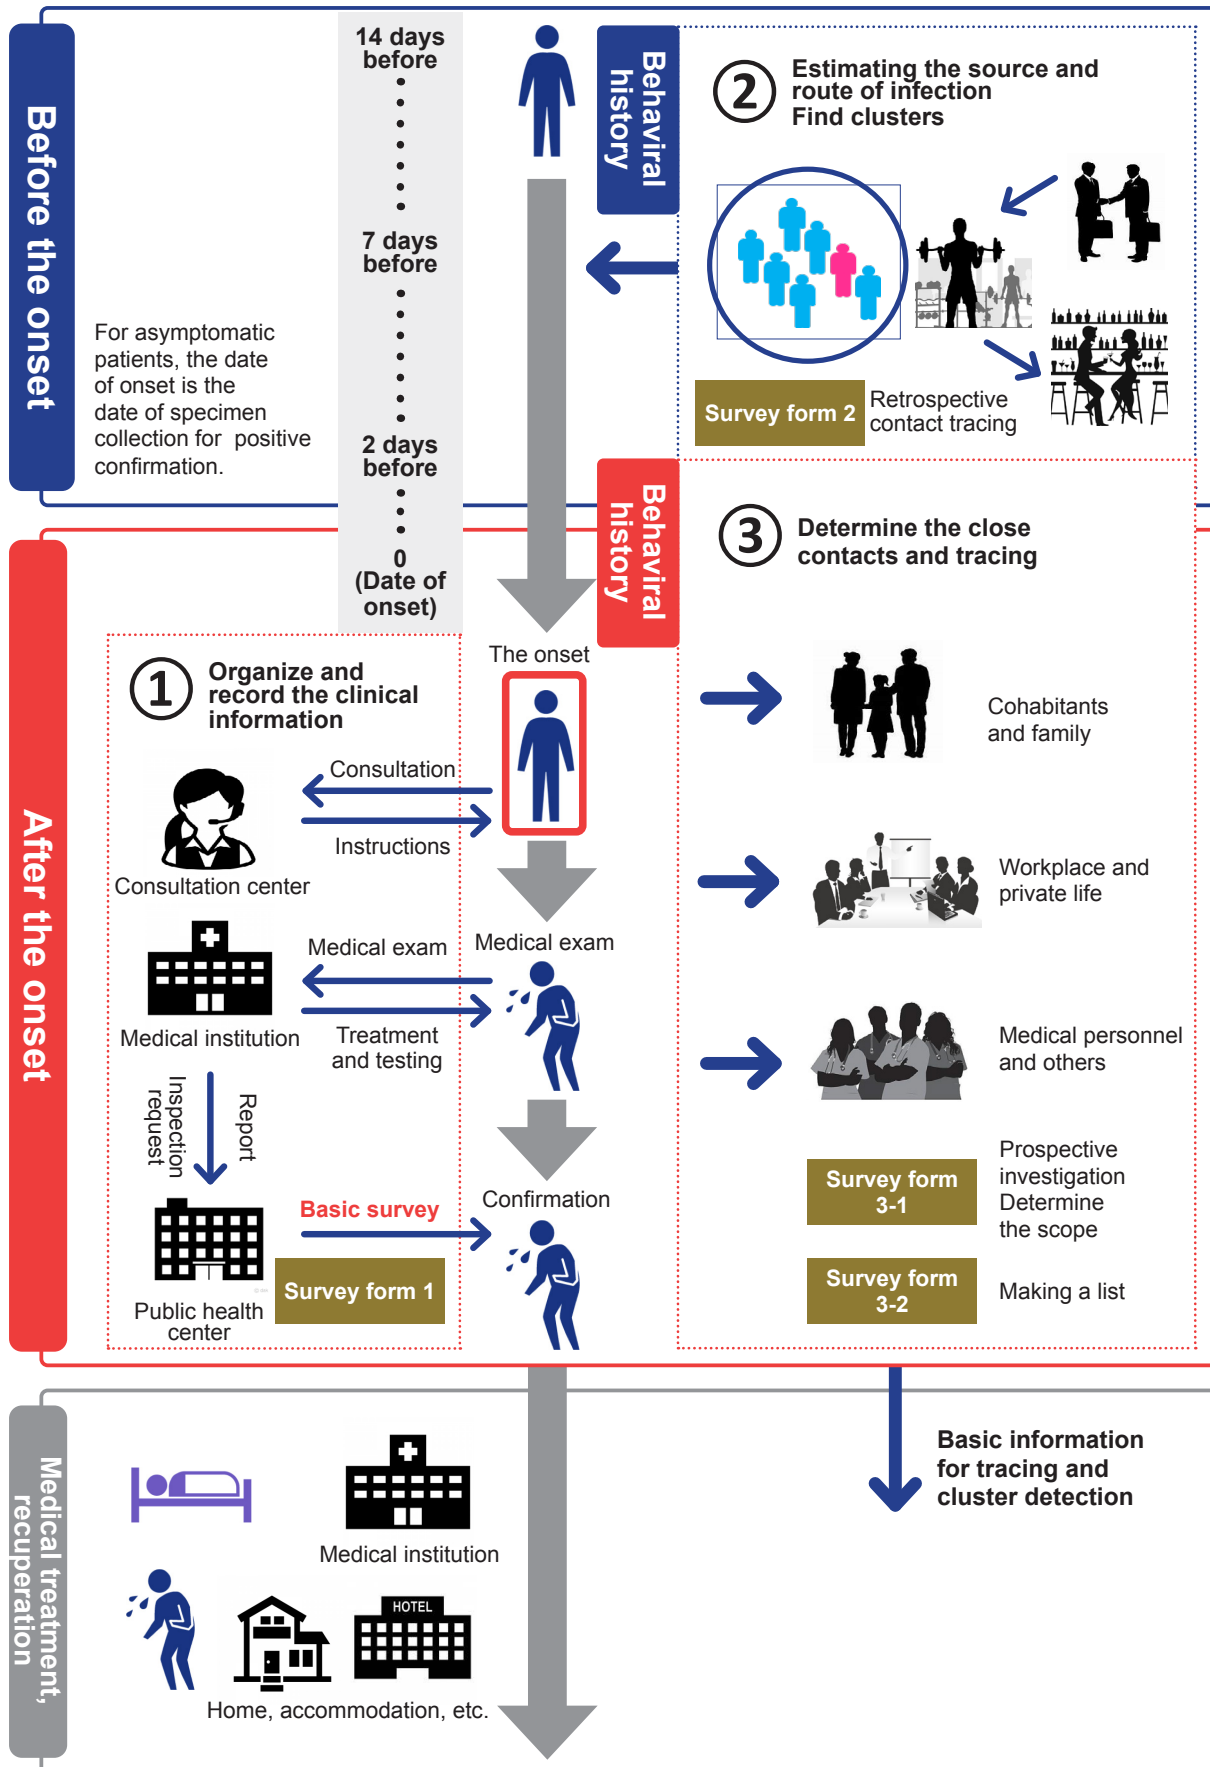 Before the onset
14 days
before
7 days
before
2 days
before
0
(Date of
onset)
For asymptomatic
patients, the date
of onset is the
date of specimen
collection for positive
confirmation.
Behaviral
history
2
Estimating the source and
route of infection
Find clusters
Survey form 2
Retrospective
contact tracing
After the onset
Behaviral
history
3
Determine the close
contacts and tracing
Cohabitants
and family
Workplace and
private life
Medical personnel
and others
Survey form
3-1
Prospective
investigation
Determine
the scope
Survey form
3-2
Making a list
1
Organize and
record the clinical
information
The onset
Consultation
Instructions
Consultation center
Medical exam
Medical exam
Treatment
and testing
Medical institution
Report
Inspection
request
Confirmation
Basic survey
Survey form 1
Public health
center
Medical treatment,
recuperation
Medical institution
HOTEL
Home, accommodation, etc.
Basic information
for tracing and
cluster detection